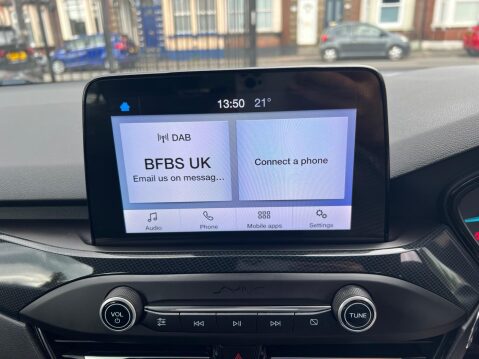 13:50 21°
DAB
BFBS UK
Email us on messag...
Connect a phone
Audio
Phone
Mobile apps
Settings
VOL
TUNE